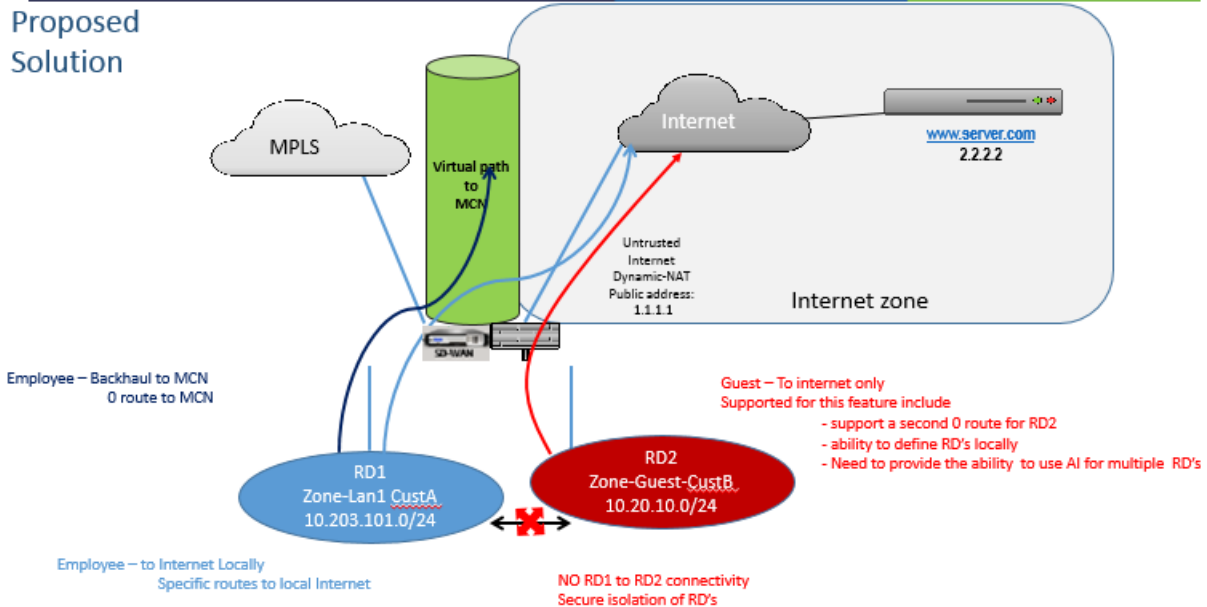 Proposed
Solution
MPLS
Virtual path
to
MCN
Internet
www.server.com
2.2.2.2
Untrusted
Internet
Dynamic-NAT
Public address:
1.1.1.1
Internet zone
SD-WAN
Employee – Backhaul to MCN
0 route to MCN
Guest – To internet only
Supported for this feature include
- support a second 0 route for RD2
- ability to define RD's locally
- Need to provide the ability to use AI for multiple RD's
RD1
Zone-Lan1 CustA
10.203.101.0/24
RD2
Zone-Guest-CustB
10.20.10.0/24
Employee – to Internet Locally
Specific routes to local Internet
NO RD1 to RD2 connectivity
Secure isolation of RD's